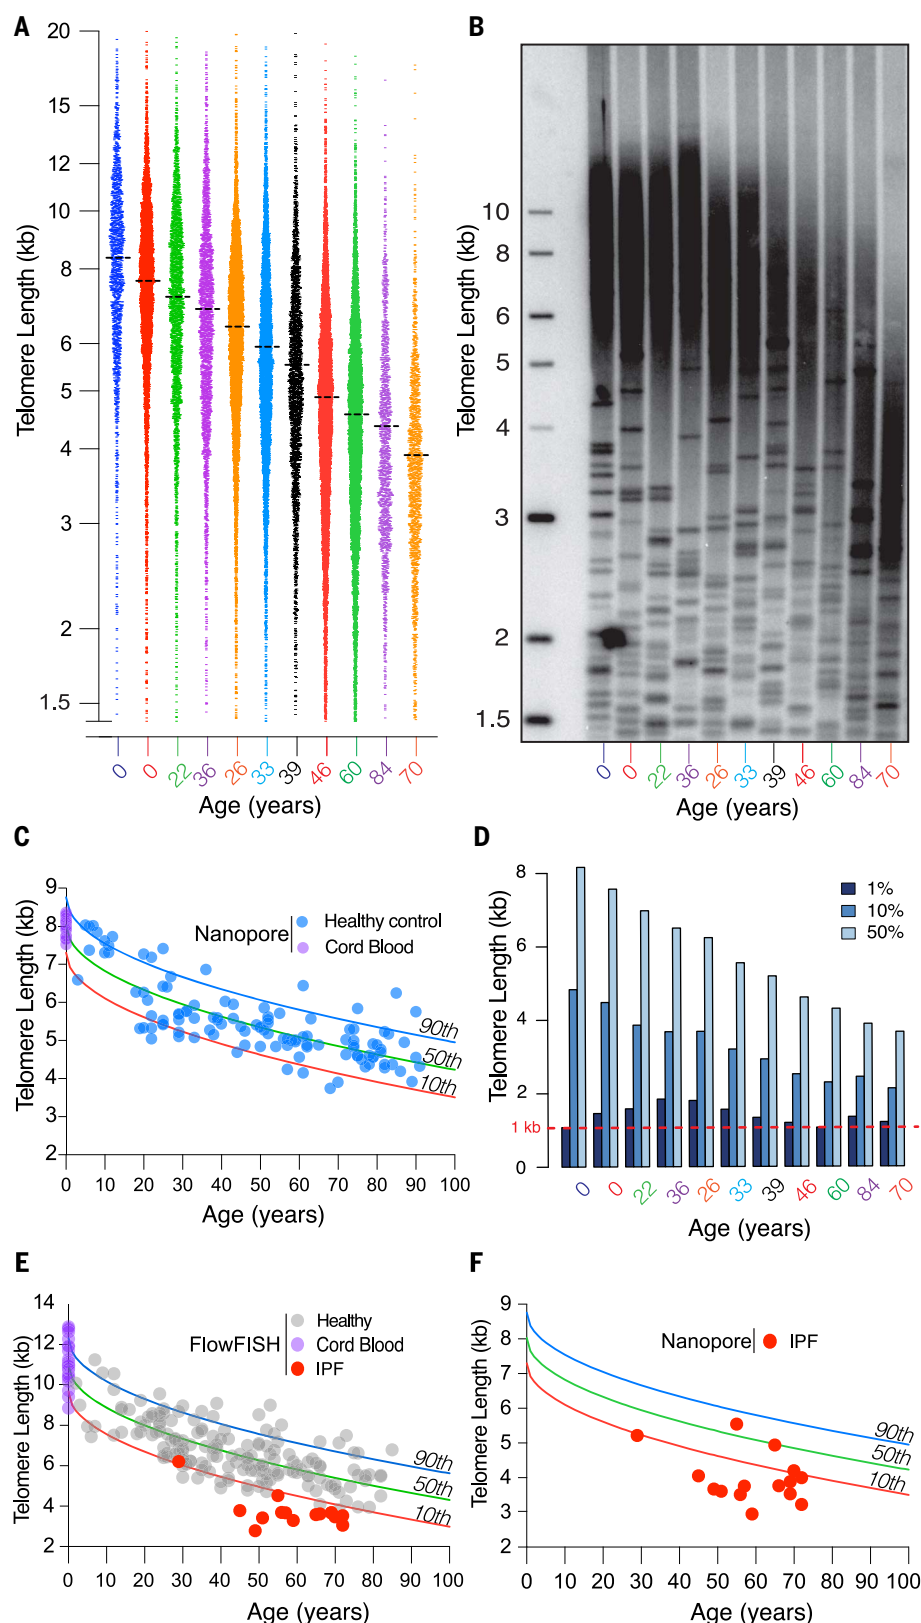 A
Telomere Length (kb)
20
15
12
10
8
6
5
4
3
2
1.5
0 0 22 36 26 33 39 46 60 84 70
Age (years)
B
Telomere Length (kb)
10
8
6
5
4
3
2
1.5
0 0 22 36 26 33 39 46 60 84 70
Age (years)
C
Telomere Length (kb)
9
8
7
6
5
4
3
2
Nanopore
Healthy control
Cord Blood
90th
50th
10th
0 10 20 30 40 50 60 70 80 90 100
Age (years)
D
Telomere Length (kb)
8
6
4
2
1 kb
0
1%
10%
50%
0 0 22 36 26 33 39 46 60 84 70
Age (years)
E
Telomere Length (kb)
14
12
10
8
6
4
2
FlowFISH
Healthy
Cord Blood
IPF
90th
50th
10th
0 10 20 30 40 50 60 70 80 90 100
Age (years)
F
Telomere Length (kb)
9
8
7
6
5
4
3
2
Nanopore
IPF
90th
50th
10th
0 10 20 30 40 50 60 70 80 90 100
Age (years)